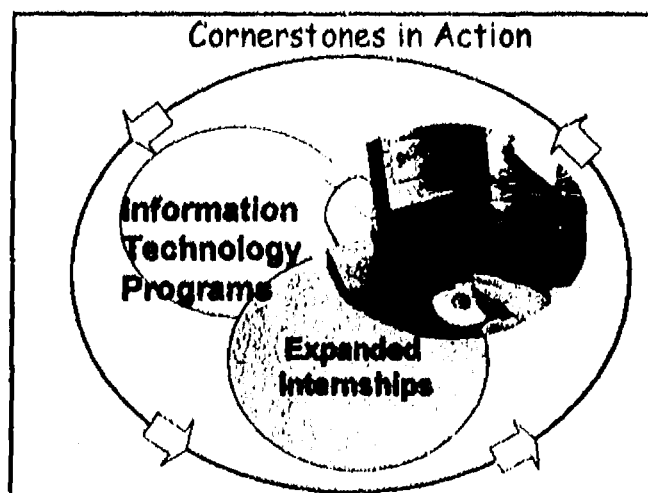 Cornerstones in Action
Information
Technology
Programs
Expanded
Internships